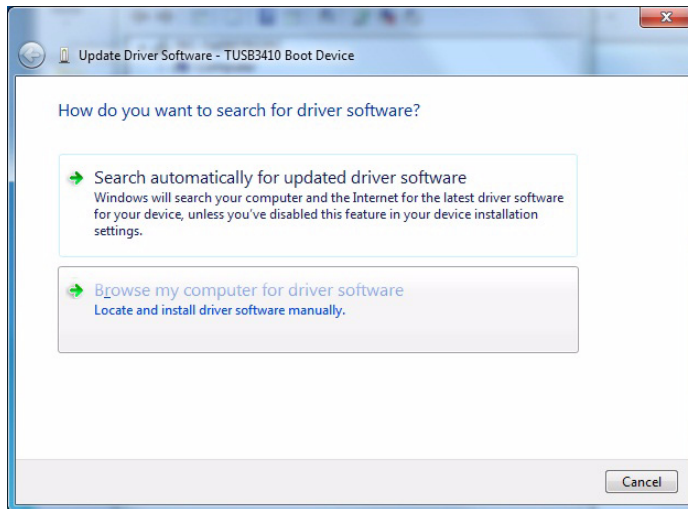 Update Driver Software - TUSB3410 Boot Device
How do you want to search for driver software?
Search automatically for updated driver software
Windows will search your computer and the Internet for the latest driver software
for your device, unless you've disabled this feature in your device installation
settings.
Browse my computer for driver software
Locate and install driver software manually.
Cancel